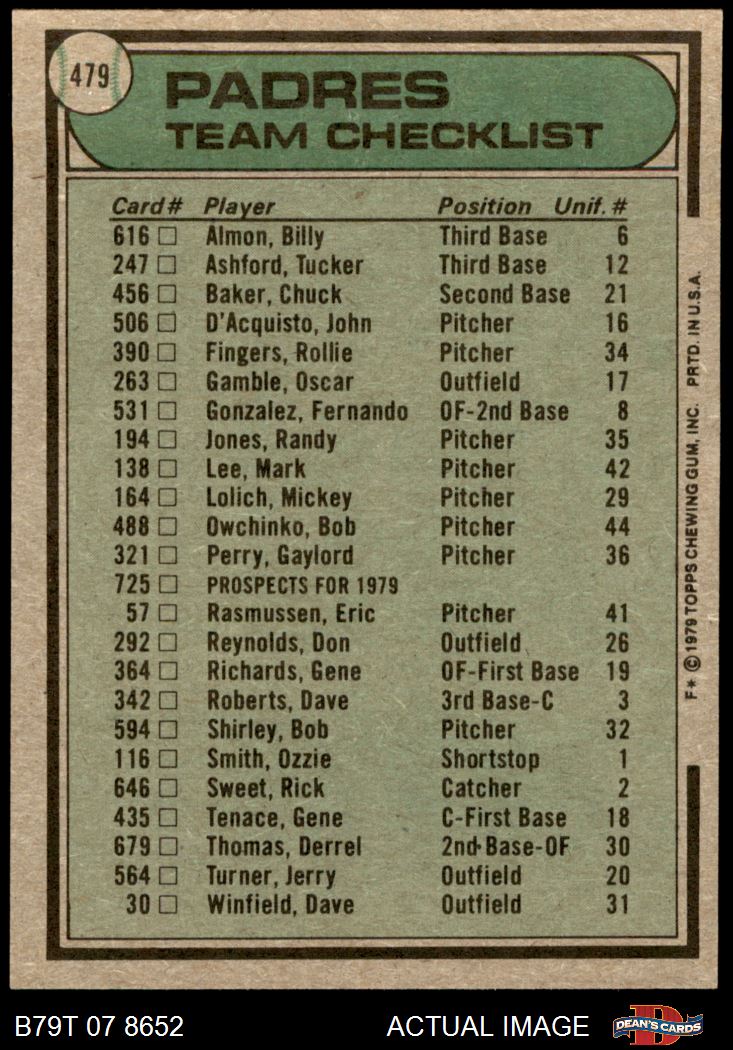 479
PADRES
TEAM CHECKLIST
Card# Player Position Unif. #
616 □ Almon, Billy Third Base 6
247 □ Ashford, Tucker Third Base 12
456 □ Baker, Chuck Second Base 21
506 □ D'Acquisto, John Pitcher 16
390 □ Fingers, Rollie Pitcher 34
263 □ Gamble, Oscar Outfield 17
531 □ Gonzalez, Fernando OF-2nd Base 8
194 □ Jones, Randy Pitcher 35
138 □ Lee, Mark Pitcher 42
164 □ Lolich, Mickey Pitcher 29
488 □ Owchinko, Bob Pitcher 44
321 □ Perry, Gaylord Pitcher 36
725 □ PROSPECTS FOR 1979
57 □ Rasmussen, Eric Pitcher 41
292 □ Reynolds, Don Outfield 26
364 □ Richards, Gene OF-First Base 19
342 □ Roberts, Dave 3rd Base-C 3
594 □ Shirley, Bob Pitcher 32
116 □ Smith, Ozzie Shortstop 1
646 □ Sweet, Rick Catcher 2
435 □ Tenace, Gene C-First Base 18
679 □ Thomas, Derrel 2nd Base-OF 30
564 □ Turner, Jerry Outfield 20
30 □ Winfield, Dave Outfield 31
F* © 1979 TOPPS CHEWING GUM, INC. PRTD. IN U.S.A.
B79T 07 8652 ACTUAL IMAGE D DEAN'S CARDS